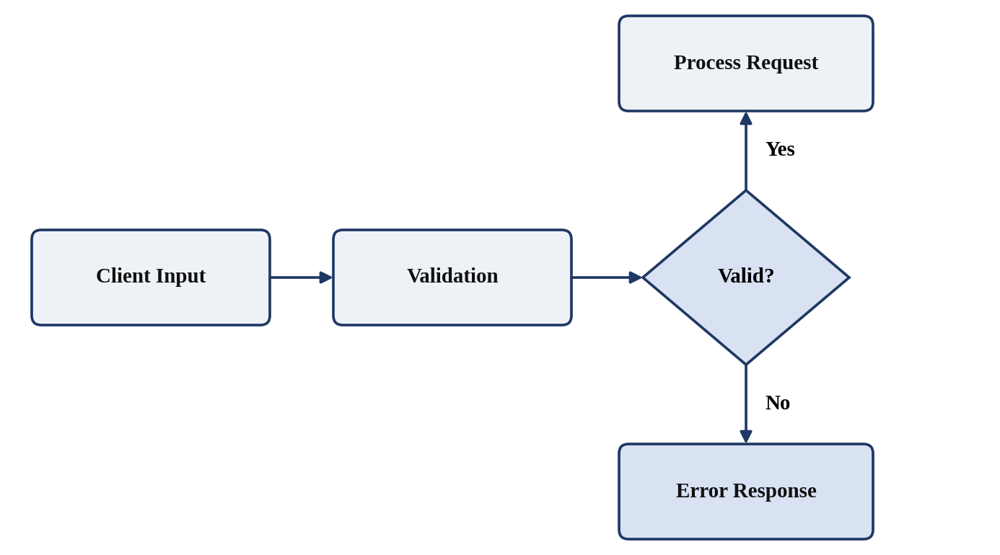 Process Request
Yes
Client Input
Validation
Valid?
No
Error Response